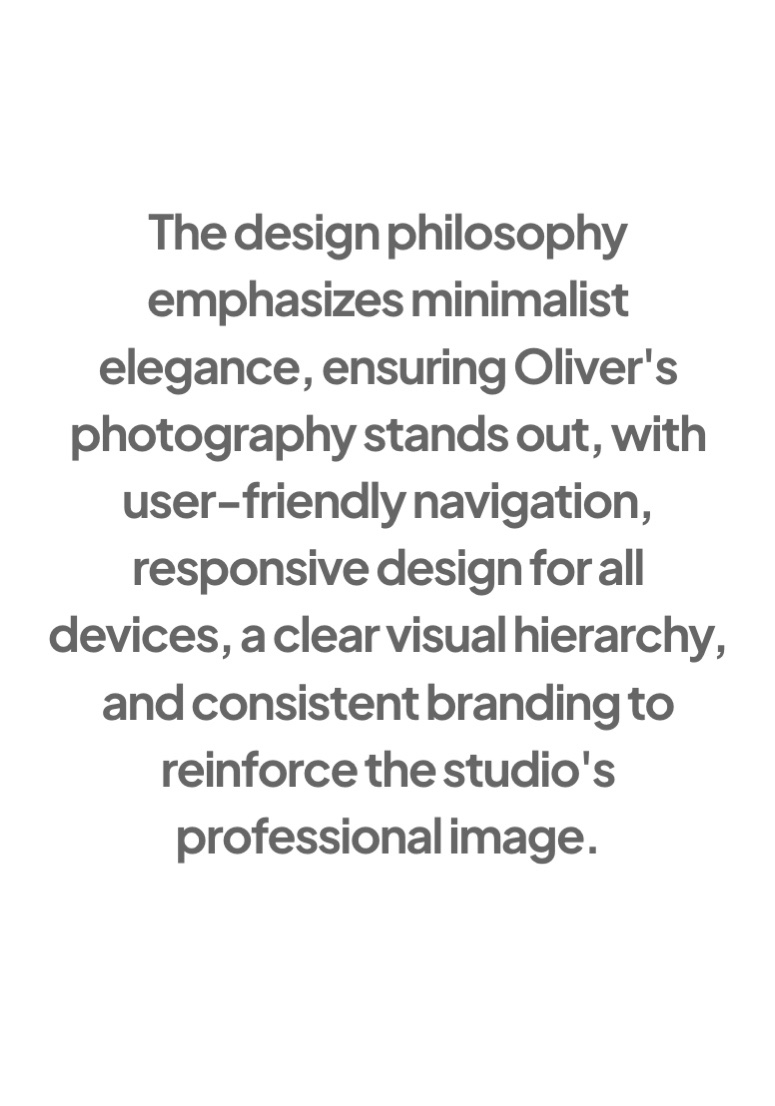 The design philosophy
emphasizes minimalist
elegance, ensuring Oliver's
photography stands out, with
user-friendly navigation,
responsive design for all
devices, a clear visual hierarchy,
and consistent branding to
reinforce the studio's
professional image.